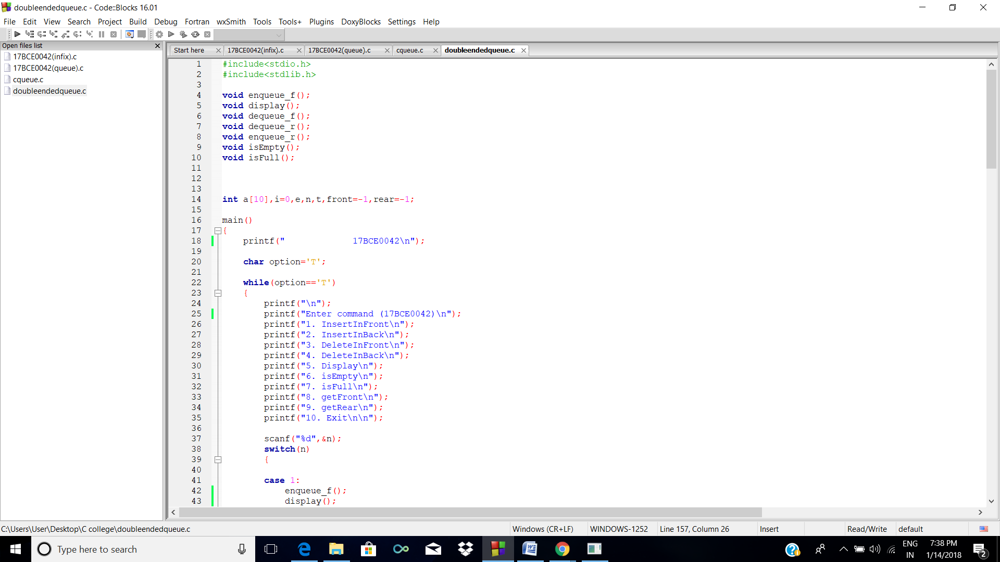 doubleendedqueue.c - Code::Blocks 16.01
File Edit View Search Project Build Debug Fortran wxSmith Tools Tools+ Plugins DoxyBlocks Settings Help
Open files list
17BCE0042(infix).c
17BCE0042(queue).c
cqueue.c
doubleendedqueue.c
Start here 17BCE0042(infix).c 17BCE0042(queue).c cqueue.c doubleendedqueue.c
1 #include<stdio.h>
2 #include<stdlib.h>
3
4 void enqueue_f();
5 void display();
6 void dequeue_f();
7 void dequeue_r();
8 void enqueue_r();
9 void isEmpty();
10 void isFull();
11
12
13
14 int a[10],i=0,e,n,t,front=-1,rear=-1;
15
16 main()
17 {
18 printf(" 17BCE0042\n");
19
20 char option='T';
21
22 while(option=='T')
23 {
24 printf("\n");
25 printf("Enter command (17BCE0042)\n");
26 printf("1. InsertInFront\n");
27 printf("2. InsertInBack\n");
28 printf("3. DeleteInFront\n");
29 printf("4. DeleteInBack\n");
30 printf("5. Display\n");
31 printf("6. isEmpty\n");
32 printf("7. isFull\n");
33 printf("8. getFront\n");
34 printf("9. getRear\n");
35 printf("10. Exit\n\n");
36
37 scanf("%d",&n);
38 switch(n)
39 {
40
41 case 1:
42 enqueue_f();
43 display();
C:\Users\User\Desktop\C college\doubleendedqueue.c Windows (CR+LF) WINDOWS-1252 Line 157, Column 26 Insert Read/Write default
Type here to search
ENG
IN
7:38 PM
1/14/2018
2